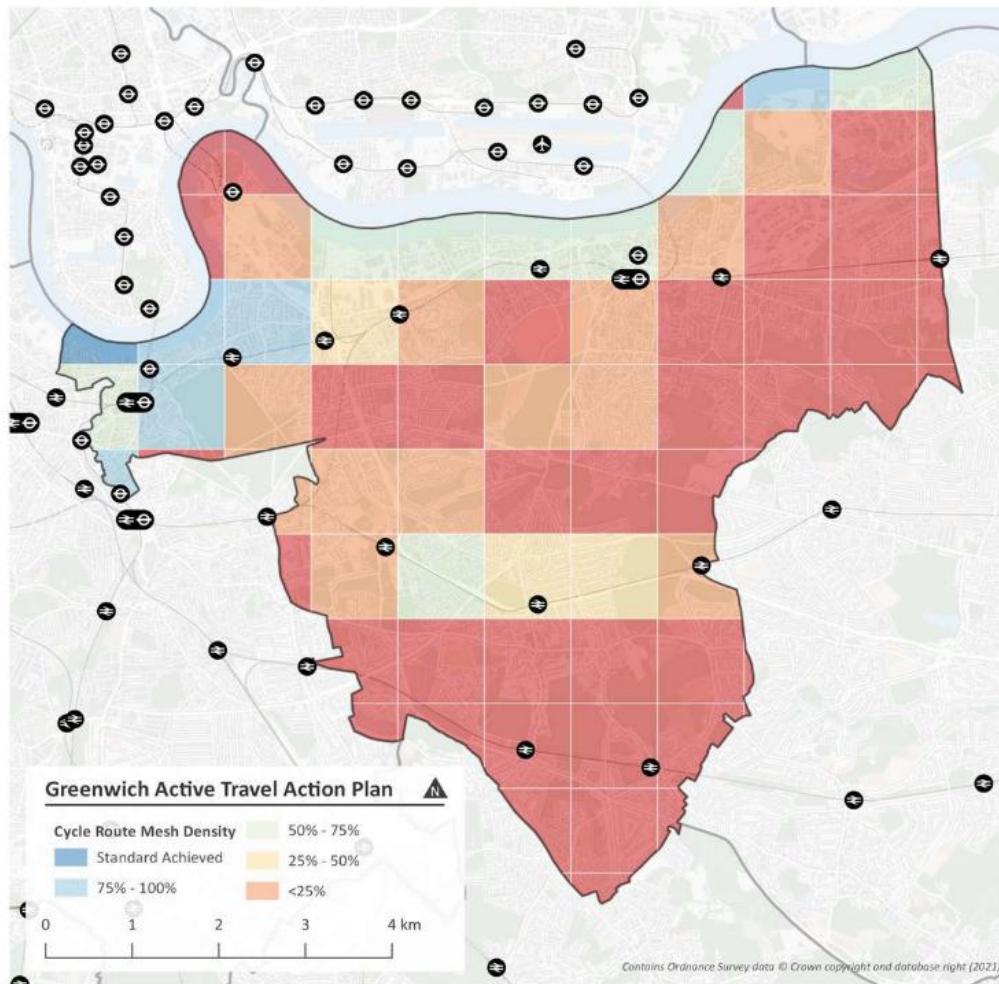 Greenwich Active Travel Action Plan
N
Cycle Route Mesh Density
Standard Achieved
75% - 100%
50% - 75%
25% - 50%
<25%
0 1 2 3 4 km
Contains Ordnance Survey data © Crown copyright and database right (2021)